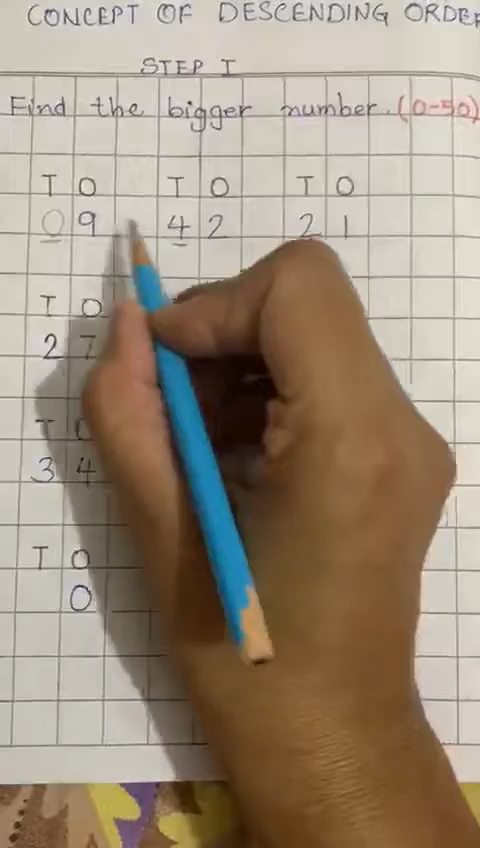 CONCEPT OF DESCENDING ORDER
STEP I
Find the bigger number. (0-50)
T O T O T O
0 9 4 2 2 1
T O
2 7
T O
3 4
T O
0